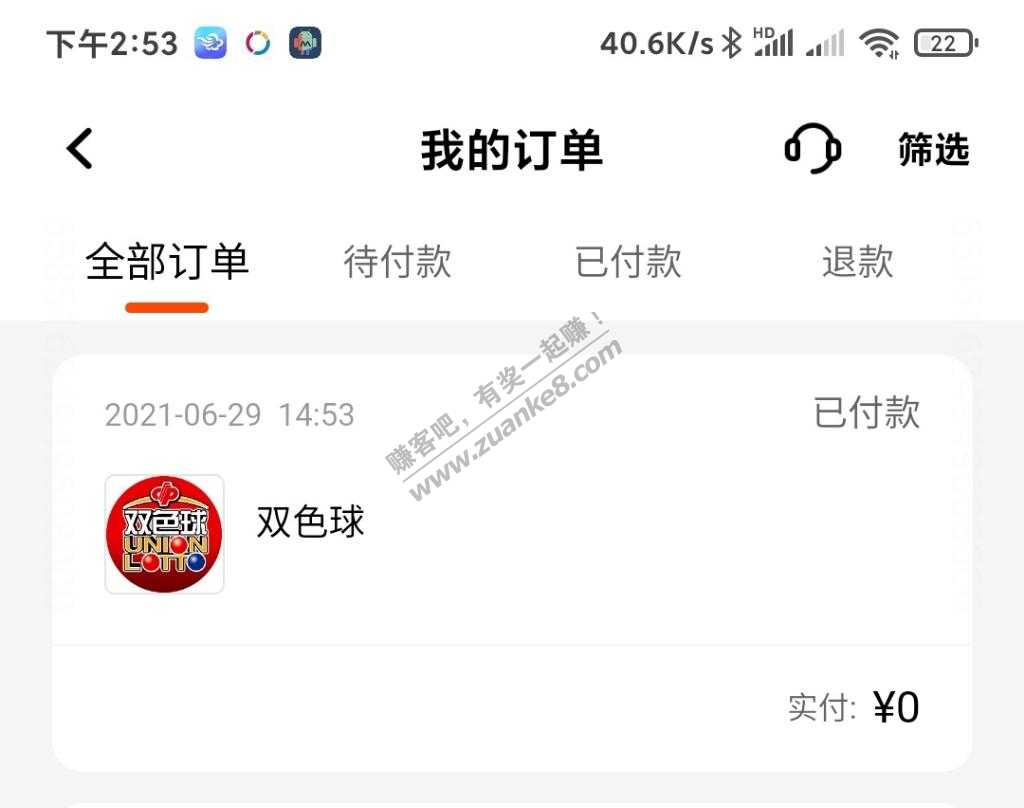 下午2:53
40.6K/s HD 22
我的订单 筛选
全部订单 待付款 已付款 退款
赚客吧，有奖一起赚！
www.zuanke8.com
2021-06-29 14:53 已付款
双色球
UNION
LOTTO
双色球
实付: ¥0